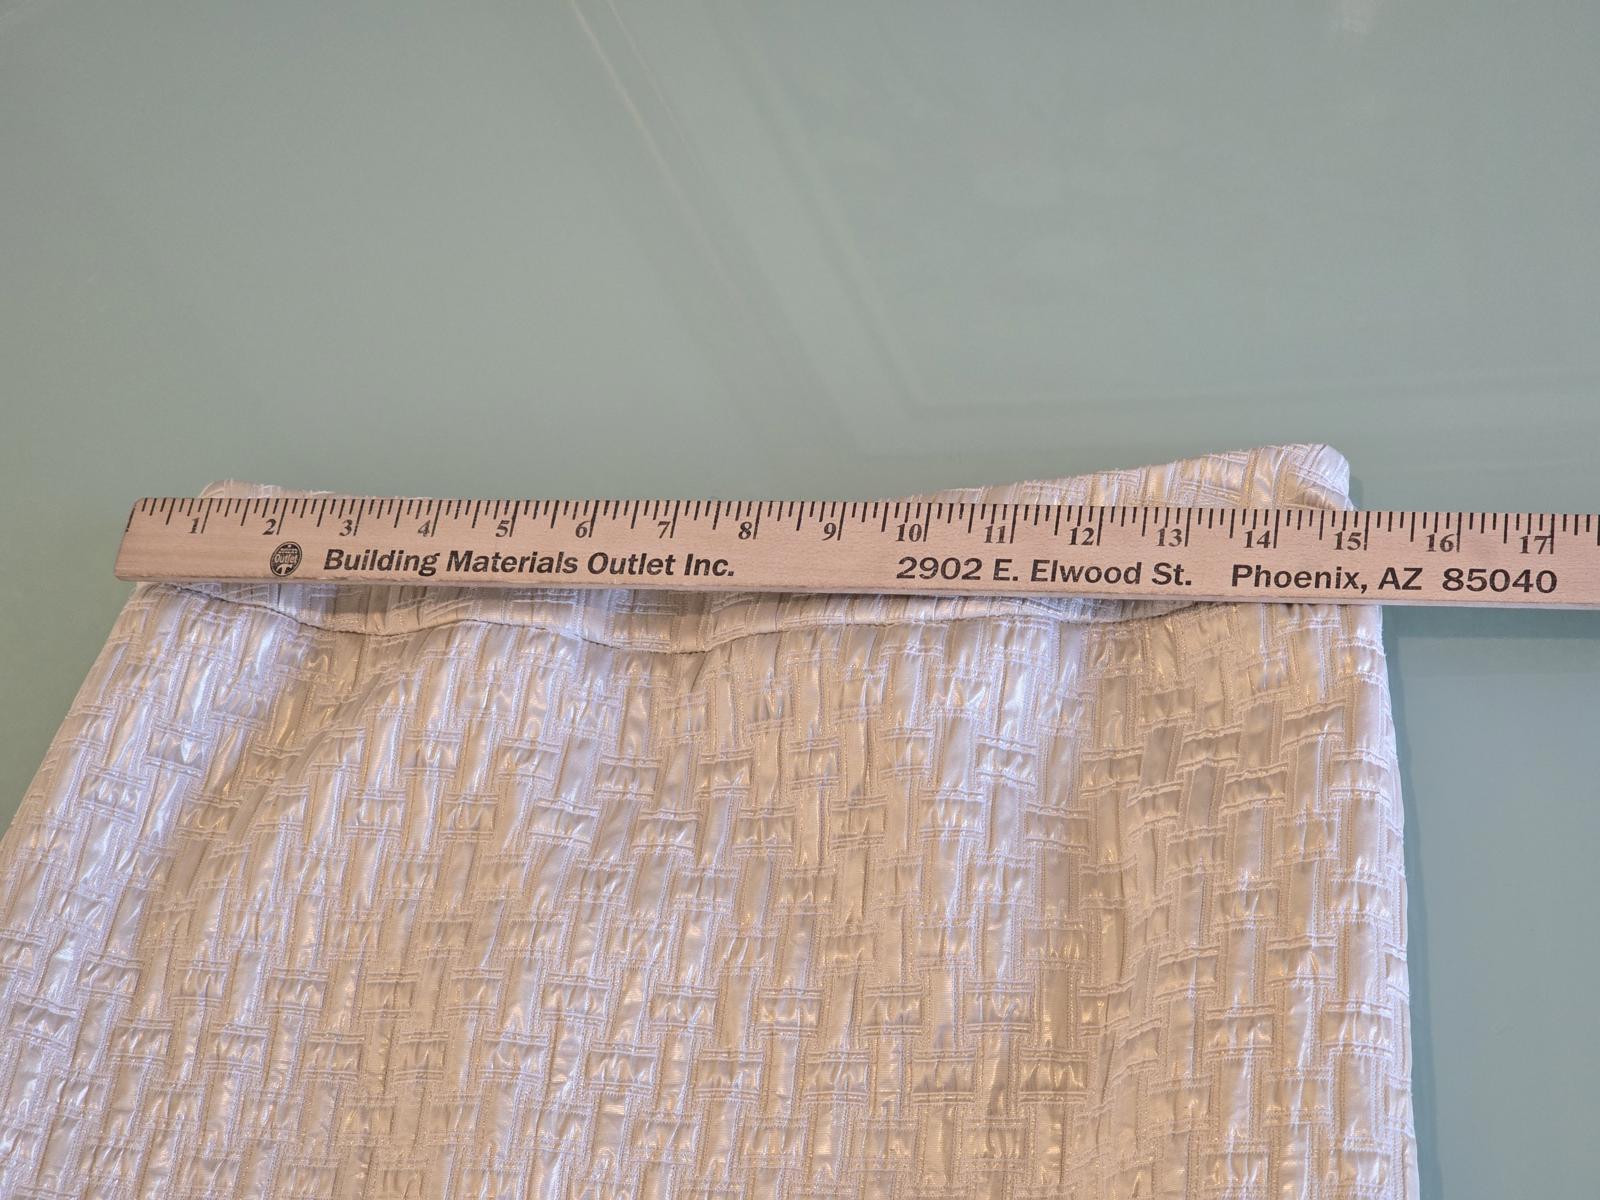 1 2 3 4 5 6 7 8 9 10 11 12 13 14 15 16 17
Outlet Building Materials Outlet Inc. 2902 E. Elwood St. Phoenix, AZ 85040